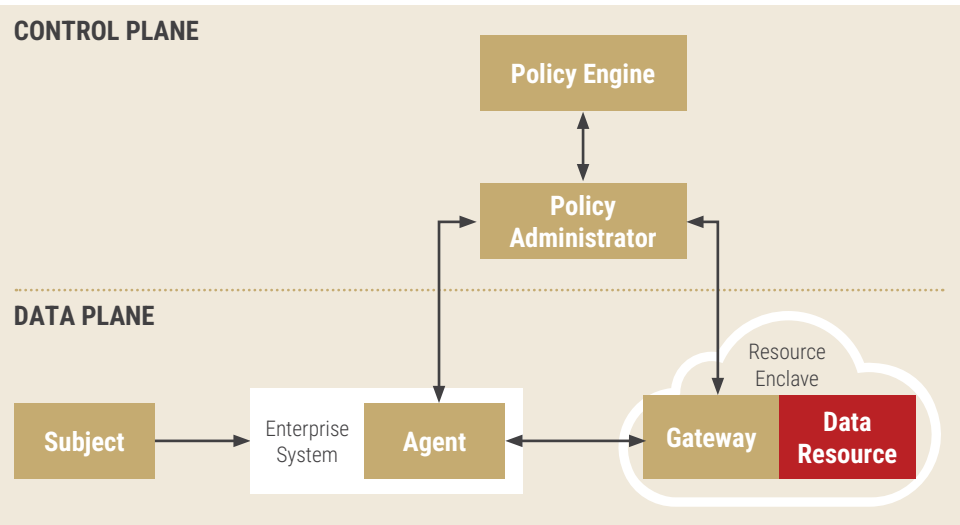 CONTROL PLANE
Policy Engine
Policy
Administrator
DATA PLANE
Resource
Enclave
Subject
Enterprise
System
Agent
Gateway
Data
Resource